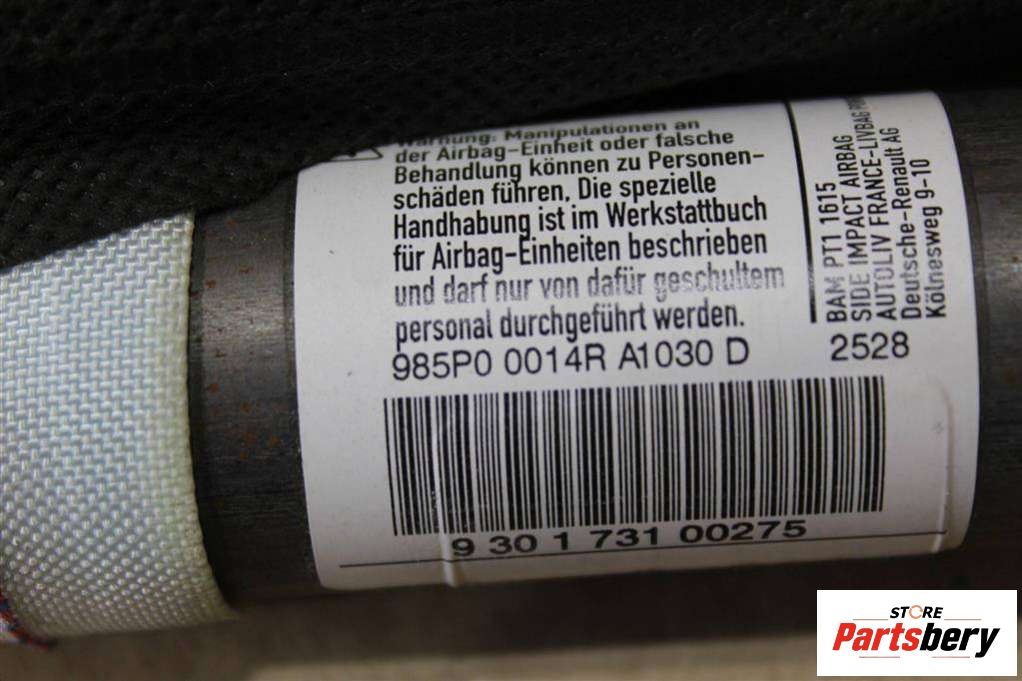 Warnung: Manipulationen an
der Airbag-Einheit oder falsche
Behandlung können zu Personen-
schäden führen. Die spezielle
Handhabung ist im Werkstattbuch
für Airbag-Einheiten beschrieben
und darf nur von dafür geschultem
personal durchgeführt werden.
985P0 0014R A1030 D
BAM PT1 1615
SIDE IMPACT AIRBAG
AUTOLIV FRANCE-LIVBAG
Deutsche-Renault AG
Kölnesweg 9-10
2528
9 30 1 731 00275
STORE
Partsbery